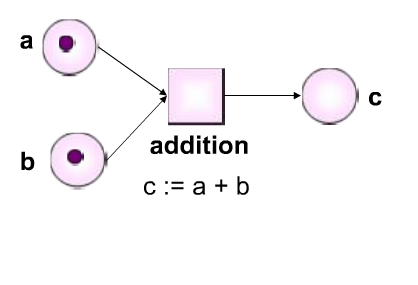 a
b
c
addition
c := a + b